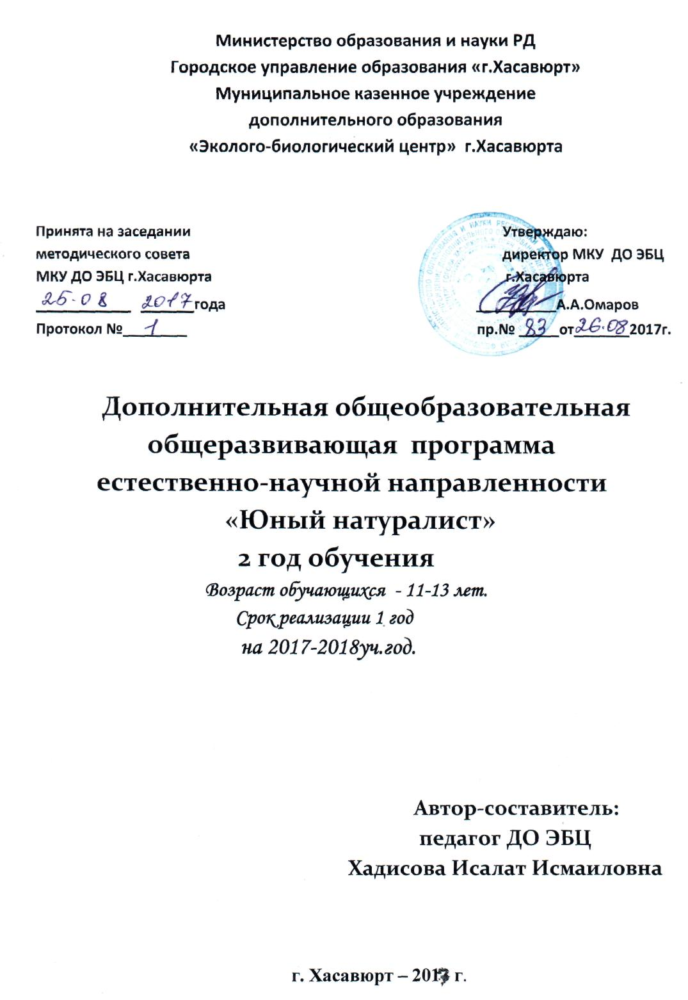 Министерство образования и науки РД
Городское управление образования «г.Хасавюрт»
Муниципальное казенное учреждение
дополнительного образования
«Эколого-биологический центр» г.Хасавюрта
Принята на заседании
методического совета
МКУ ДО ЭБЦ г.Хасавюрта
25.08 2017года
Протокол № 1
Утверждаю:
директор МКУ ДО ЭБЦ
г.Хасавюрта
А.А.Омаров
пр.№ 83 от 26.08 2017г.
Дополнительная общеобразовательная
общеразвивающая программа
естественно-научной направленности
«Юный натуралист»
2 год обучения
Возраст обучающихся - 11-13 лет.
Срок реализации 1 год
на 2017-2018уч.год.
Автор-составитель:
педагог ДО ЭБЦ
Хадисова Исалат Исмаиловна
г. Хасавюрт – 2017 г.